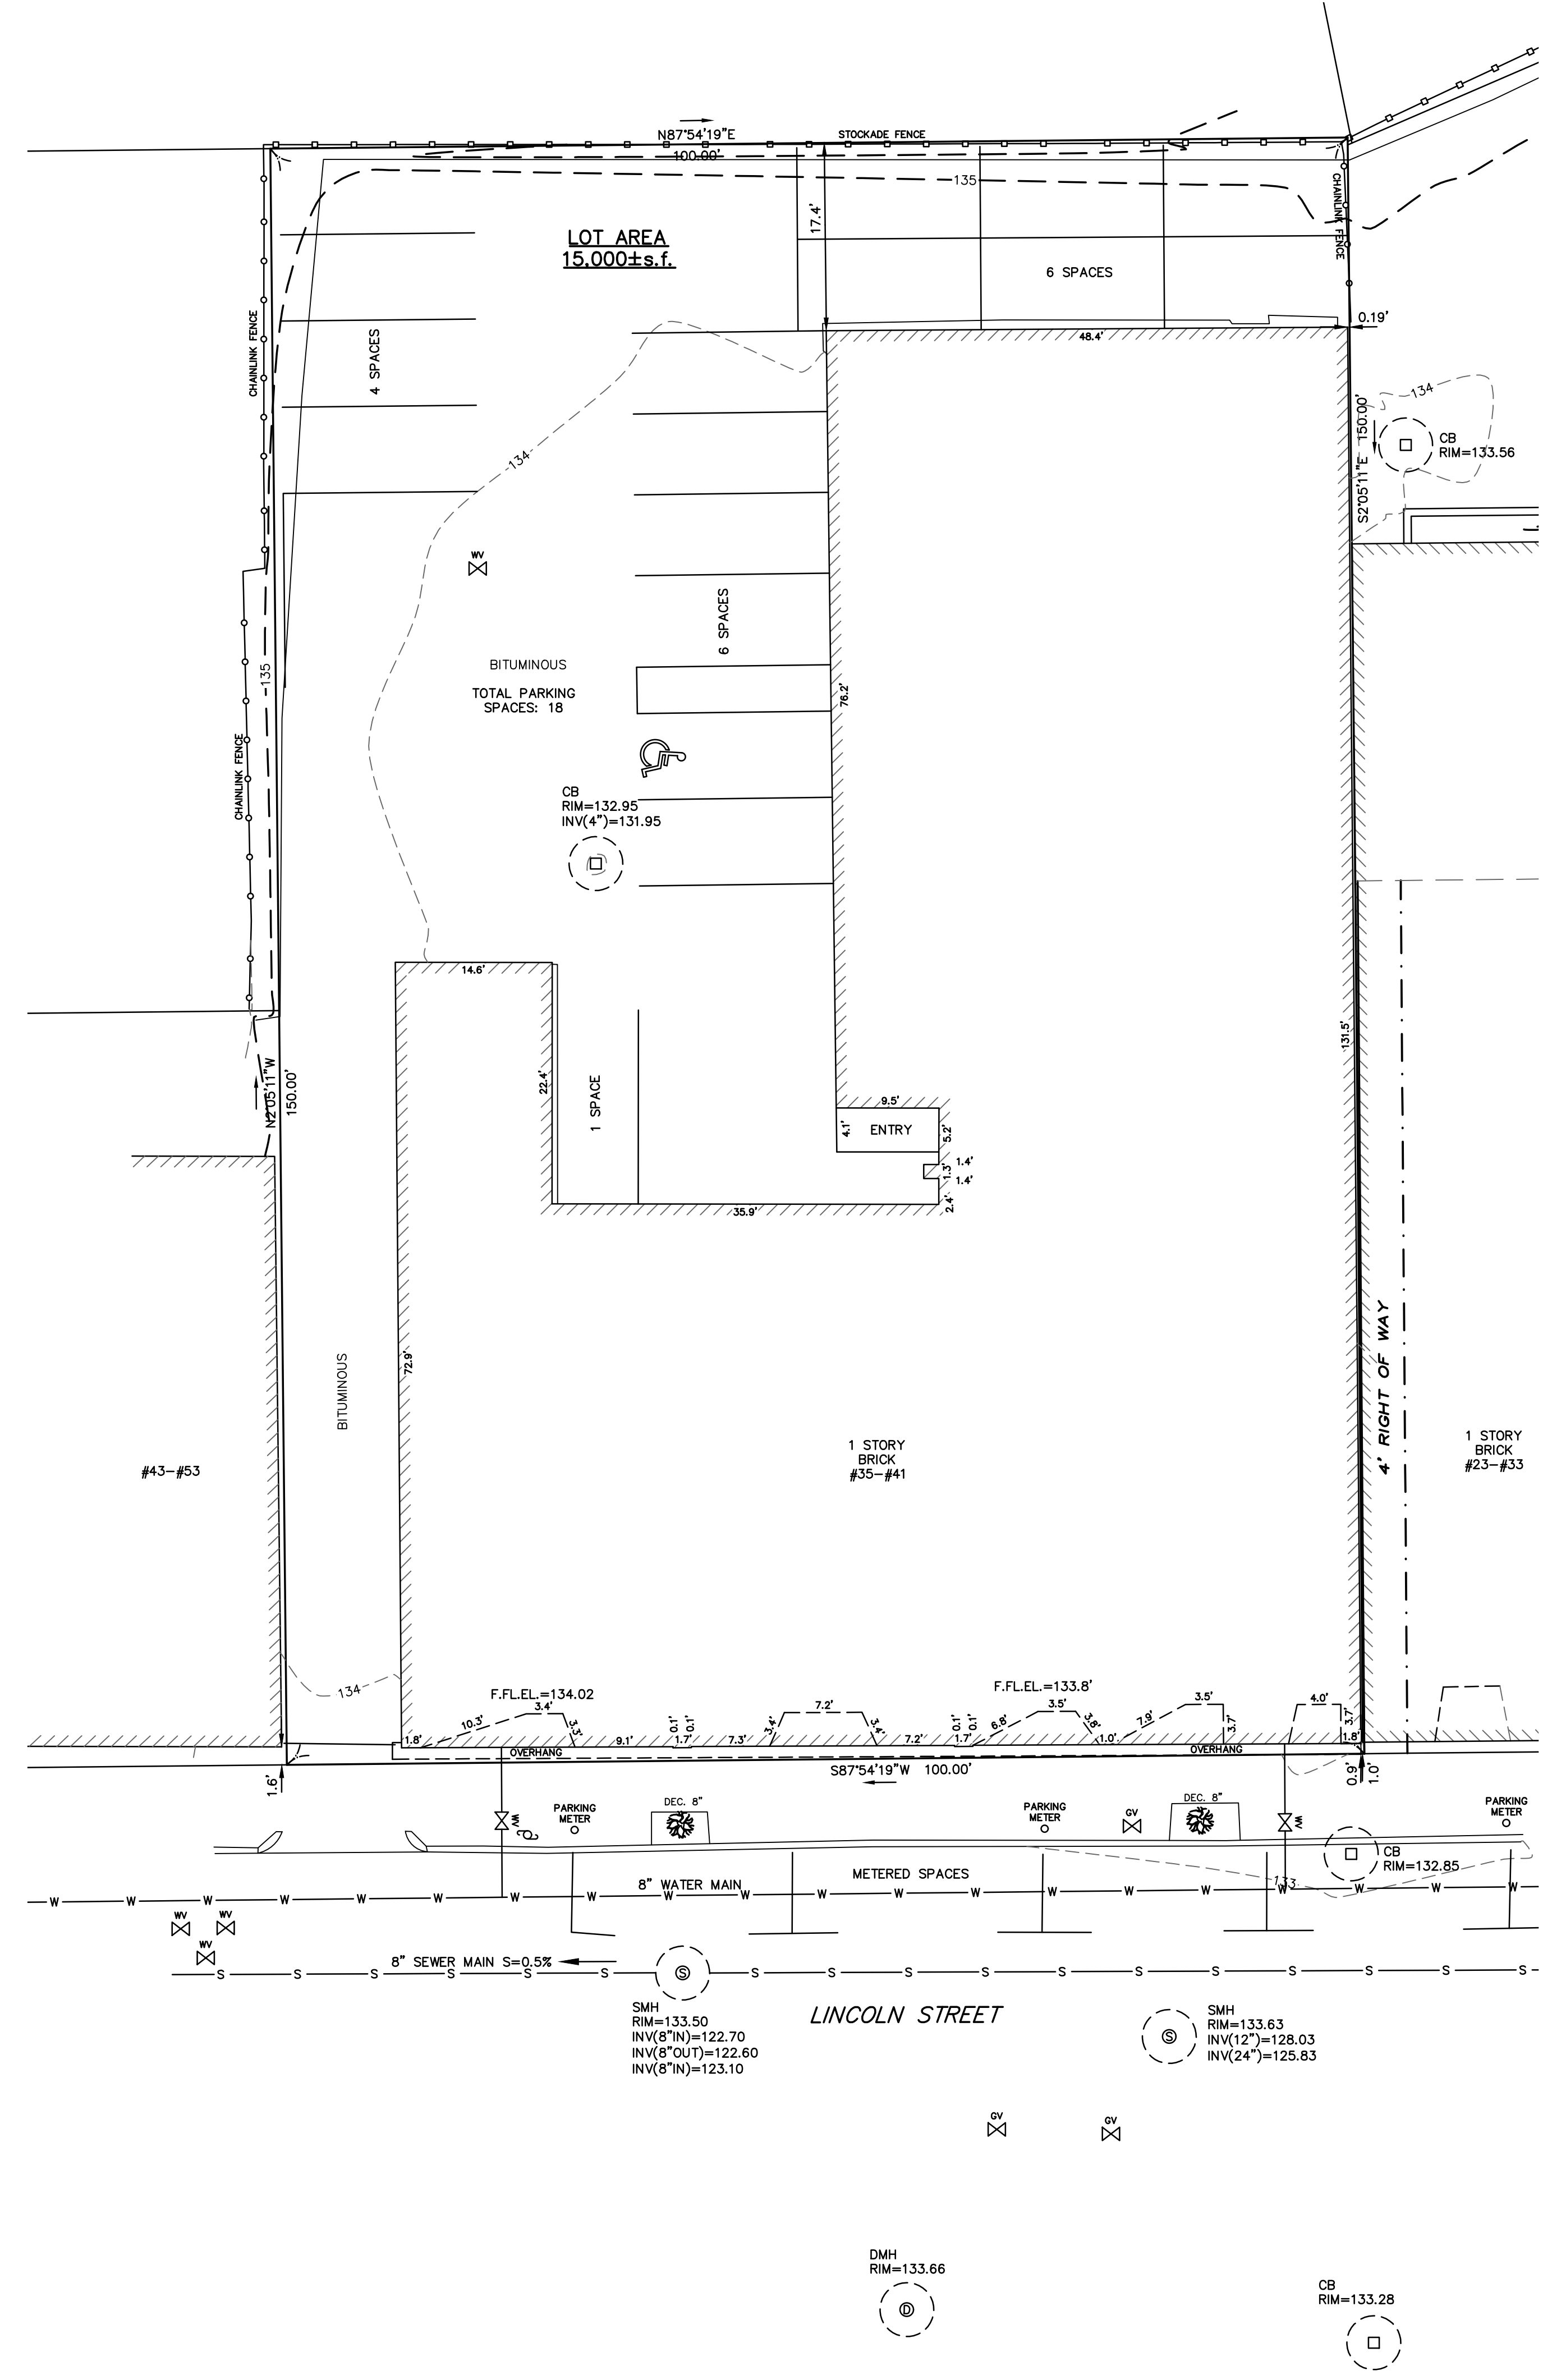 N87°54'19"E
STOCKADE FENCE
100.00'
135
CHAINLINK FENCE
17.4'
LOT AREA
15,000±s.f.
6 SPACES
0.19'
48.4'
CHAINLINK FENCE
4 SPACES
134
CB
RIM=133.56
S2°05'11"E 150.00'
134
WV
6 SPACES
BITUMINOUS
TOTAL PARKING
SPACES: 18
135
76.2'
CHAINLINK FENCE
CB
RIM=132.95
INV(4")=131.95
14.6'
131.5'
22.4'
1 SPACE
N2°05'11"W
150.00'
9.5'
4.1'
ENTRY
5.2'
1.4'
1.3'
1.4'
2.4'
35.9'
72.9'
BITUMINOUS
4' RIGHT OF WAY
1 STORY
BRICK
#35-#41
1 STORY
BRICK
#23-#33
#43-#53
134
F.FL.EL.=134.02
F.FL.EL.=133.8'
1.8'
10.3'
3.4'
3.3'
9.1'
0.1'
0.1'
1.7'
7.3'
3.4'
7.2'
3.4'
7.2'
0.1'
0.1'
1.7'
6.8'
3.5'
3.8'
1.0'
7.9'
3.5'
3.7'
4.0'
3.7'
1.8'
OVERHANG
OVERHANG
S87°54'19"W 100.00'
1.6'
0.9'
1.0'
WV
PARKING
METER
DEC. 8"
PARKING
METER
GV
DEC. 8"
WV
PARKING
METER
CB
RIM=132.85
METERED SPACES
133
8" WATER MAIN
W W W W W W W W W W W W W W W W W W W W
WV
WV
WV
8" SEWER MAIN S=0.5%
S S S S S S S S S S S S S S S S S S
SMH
RIM=133.50
INV(8"IN)=122.70
INV(8"OUT)=122.60
INV(8"IN)=123.10
LINCOLN STREET
S
SMH
RIM=133.63
INV(12")=128.03
INV(24")=125.83
GV
GV
DMH
RIM=133.66
D
CB
RIM=133.28